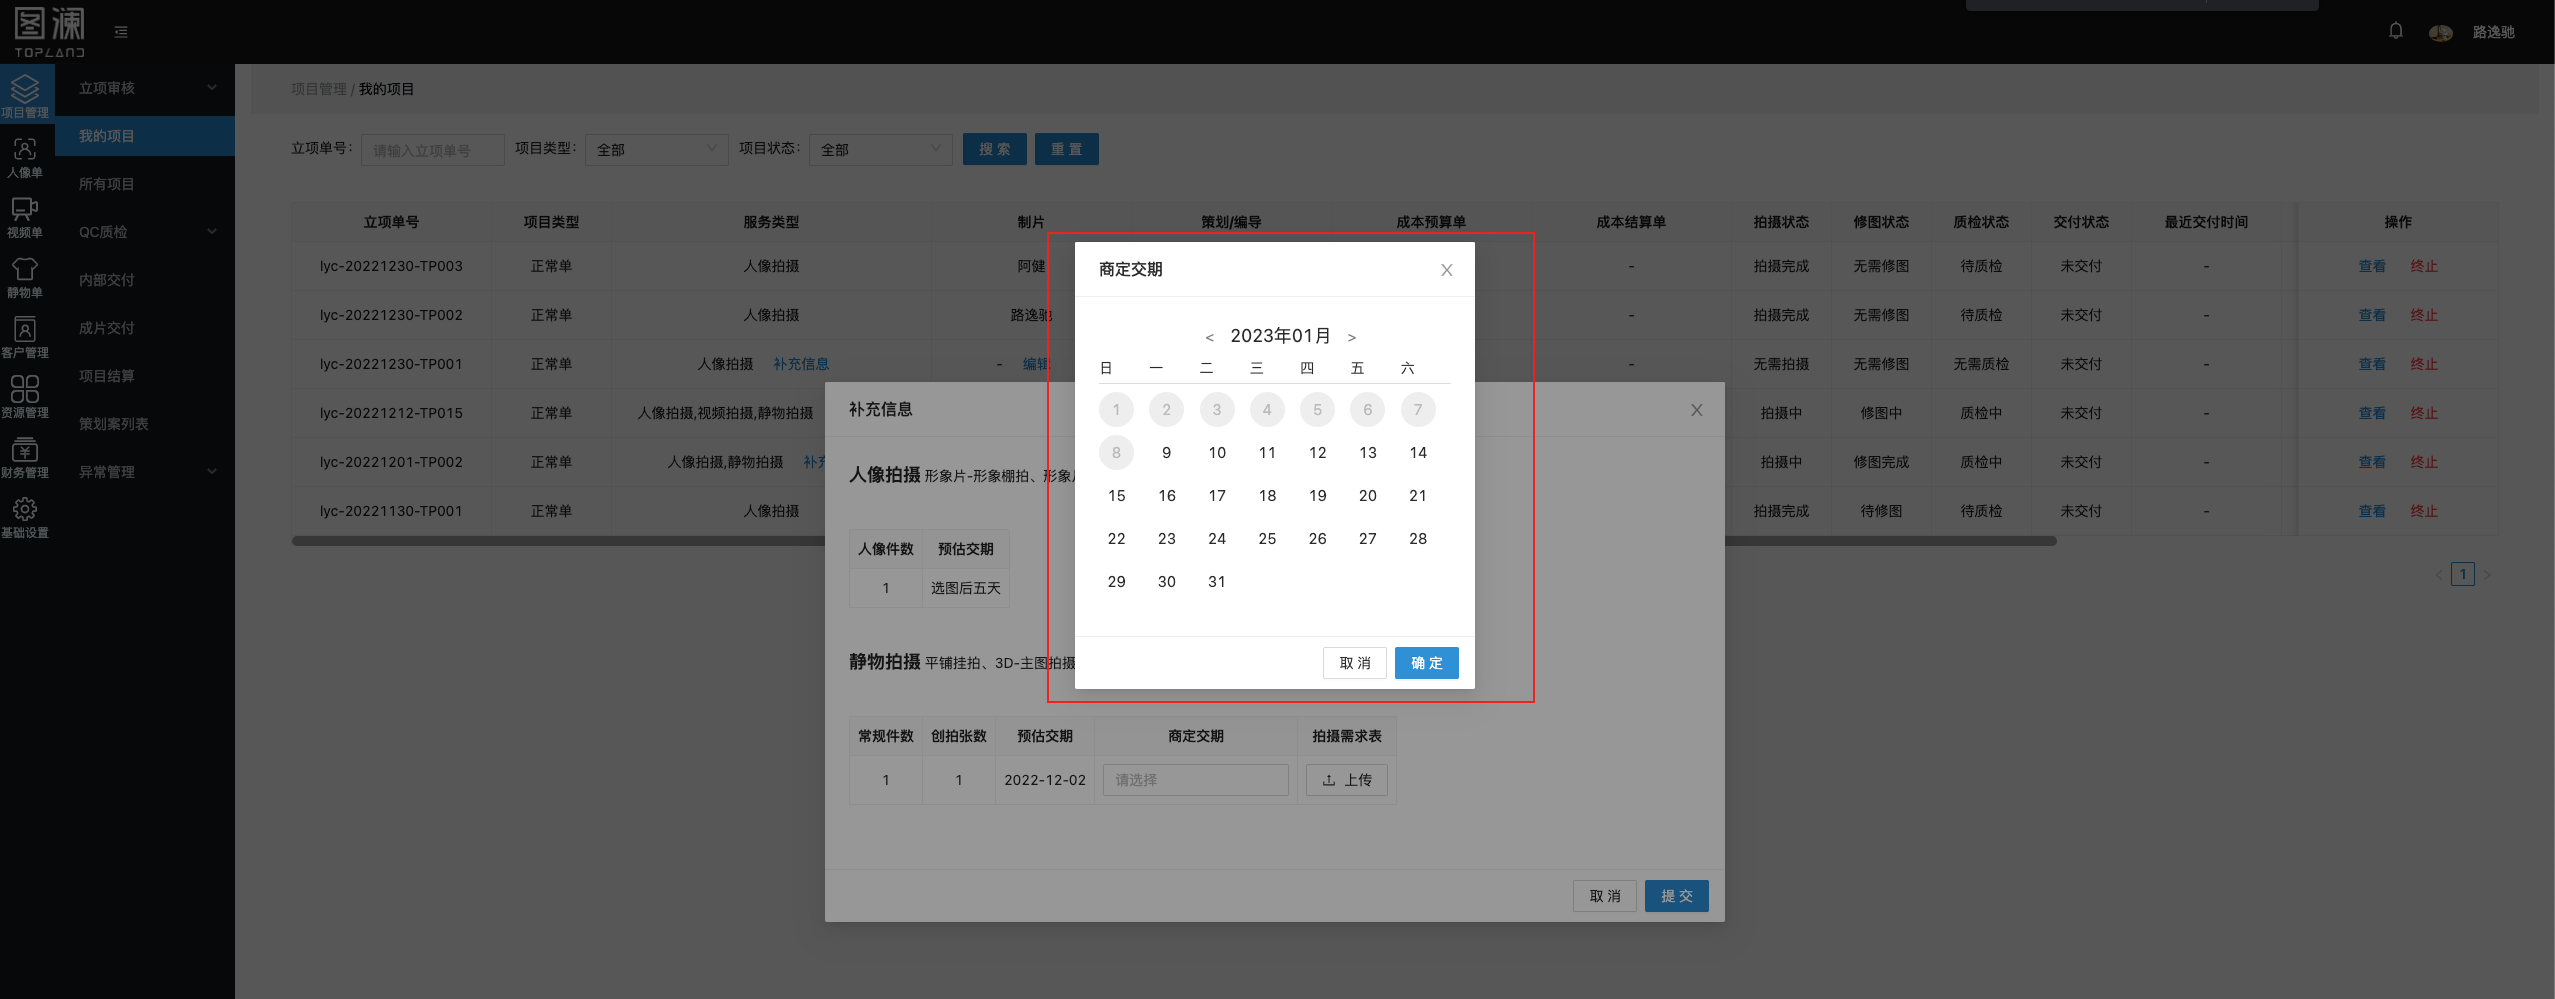 图澜
TOPLAND
路逸驰
项目管理
人像单
视频单
静物单
客户管理
资源管理
财务管理
基础设置
立项审核
我的项目
所有项目
QC质检
内部交付
成片交付
项目结算
策划案列表
异常管理
项目管理 / 我的项目
立项单号: 请输入立项单号 项目类型: 全部 项目状态: 全部 搜索 重置
立项单号 项目类型 服务类型 制片 策划/编导 成本预算单 成本结算单 拍摄状态 修图状态 质检状态 交付状态 最近交付时间 操作
lyc-20221230-TP003 正常单 人像拍摄 阿健 - 拍摄完成 无需修图 待质检 未交付 - 查看 终止
lyc-20221230-TP002 正常单 人像拍摄 路逸驰 - 拍摄完成 无需修图 待质检 未交付 - 查看 终止
lyc-20221230-TP001 正常单 人像拍摄 补充信息 - 编辑 - 无需拍摄 无需修图 无需质检 未交付 - 查看 终止
lyc-20221212-TP015 正常单 人像拍摄,视频拍摄,静物拍摄 拍摄中 修图中 质检中 未交付 - 查看 终止
lyc-20221201-TP002 正常单 人像拍摄,静物拍摄 补充 拍摄中 修图完成 质检中 未交付 - 查看 终止
lyc-20221130-TP001 正常单 人像拍摄 拍摄完成 待修图 待质检 未交付 - 查看 终止
< 1 >
商定交期 X
< 2023年01月 >
日 一 二 三 四 五 六
1 2 3 4 5 6 7
8 9 10 11 12 13 14
15 16 17 18 19 20 21
22 23 24 25 26 27 28
29 30 31
取消 确定
补充信息 X
人像拍摄 形象片-形象棚拍、形象
人像件数 预估交期
1 选图后五天
静物拍摄 平铺挂拍、3D-主图拍摄
常规件数 创拍张数 预估交期 商定交期 拍摄需求表
1 1 2022-12-02 请选择 上传
取消 提交